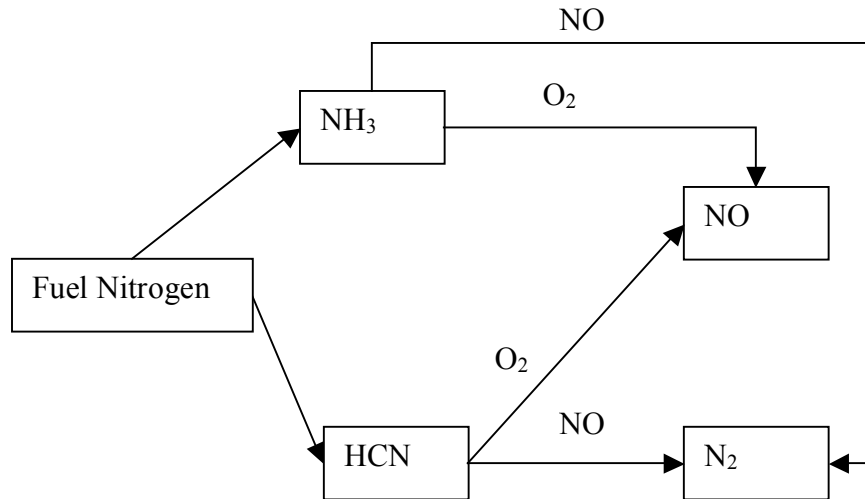 NO
O₂
NH₃
NO
Fuel Nitrogen
O₂
NO
HCN
N₂